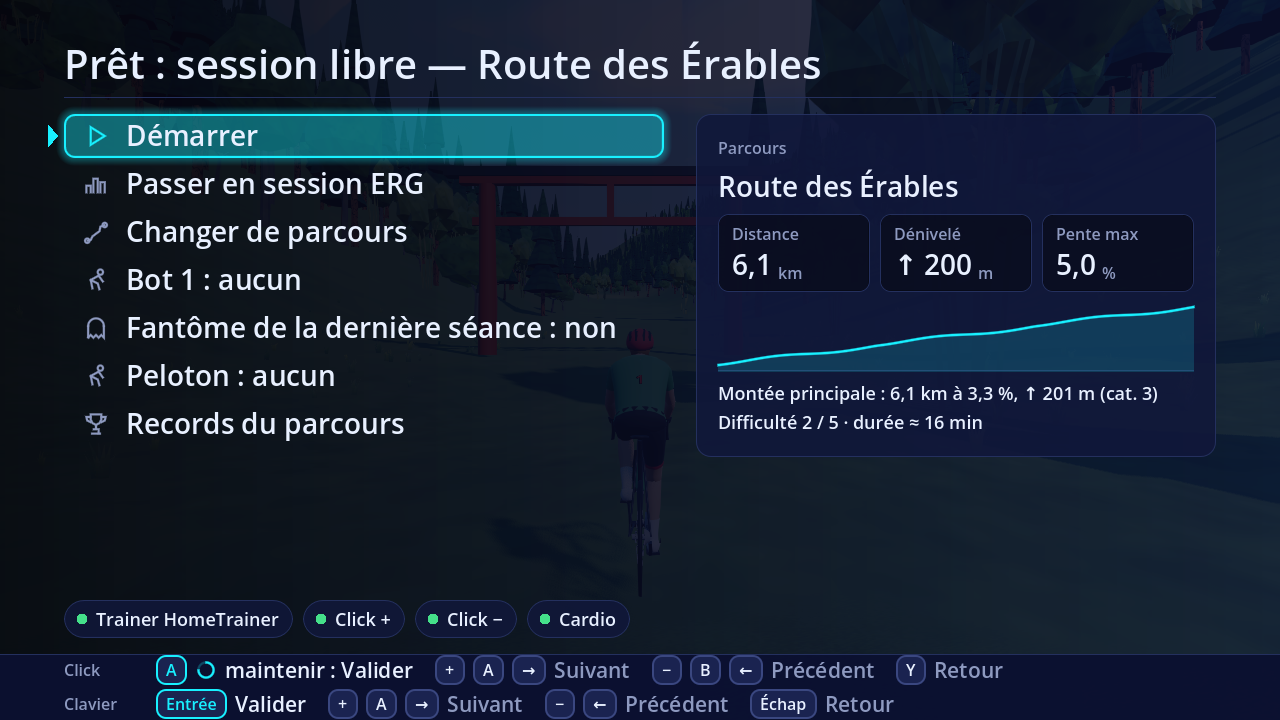 Prêt : session libre — Route des Érables
Démarrer
Passer en session ERG
Changer de parcours
Bot 1 : aucun
Fantôme de la dernière séance : non
Peloton : aucun
Records du parcours
Parcours
Route des Érables
Distance
6,1 km
Dénivelé
↑ 200 m
Pente max
5,0 %
Montée principale : 6,1 km à 3,3 %, ↑ 201 m (cat. 3)
Difficulté 2 / 5 · durée ≈ 16 min
Trainer HomeTrainer
Click +
Click −
Cardio
Click A maintenir : Valider + A → Suivant − B ← Précédent Y Retour
Clavier Entrée Valider + A → Suivant − ← Précédent Échap Retour